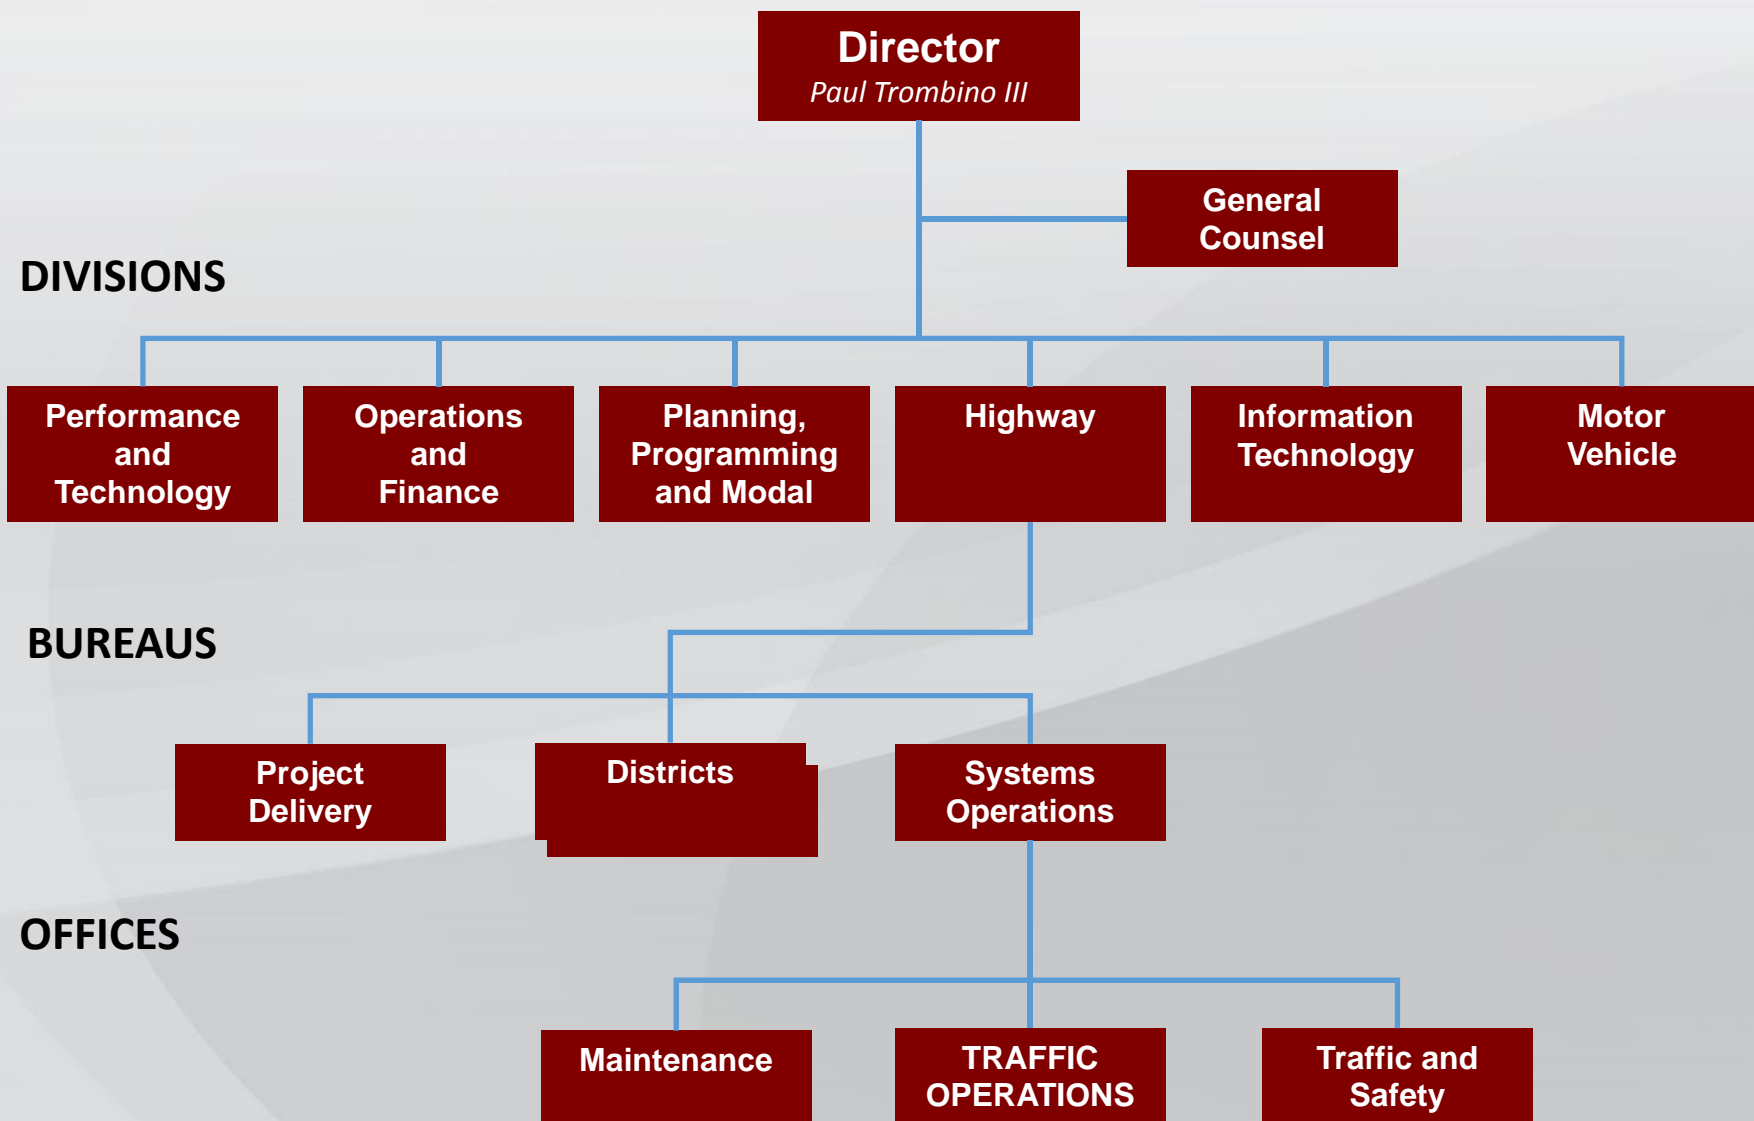 Director
Paul Trombino III
General
Counsel
DIVISIONS
Performance
and
Technology
Operations
and
Finance
Planning,
Programming
and Modal
Highway
Information
Technology
Motor
Vehicle
BUREAUS
Project
Delivery
Districts
Systems
Operations
OFFICES
Maintenance
TRAFFIC
OPERATIONS
Traffic and
Safety